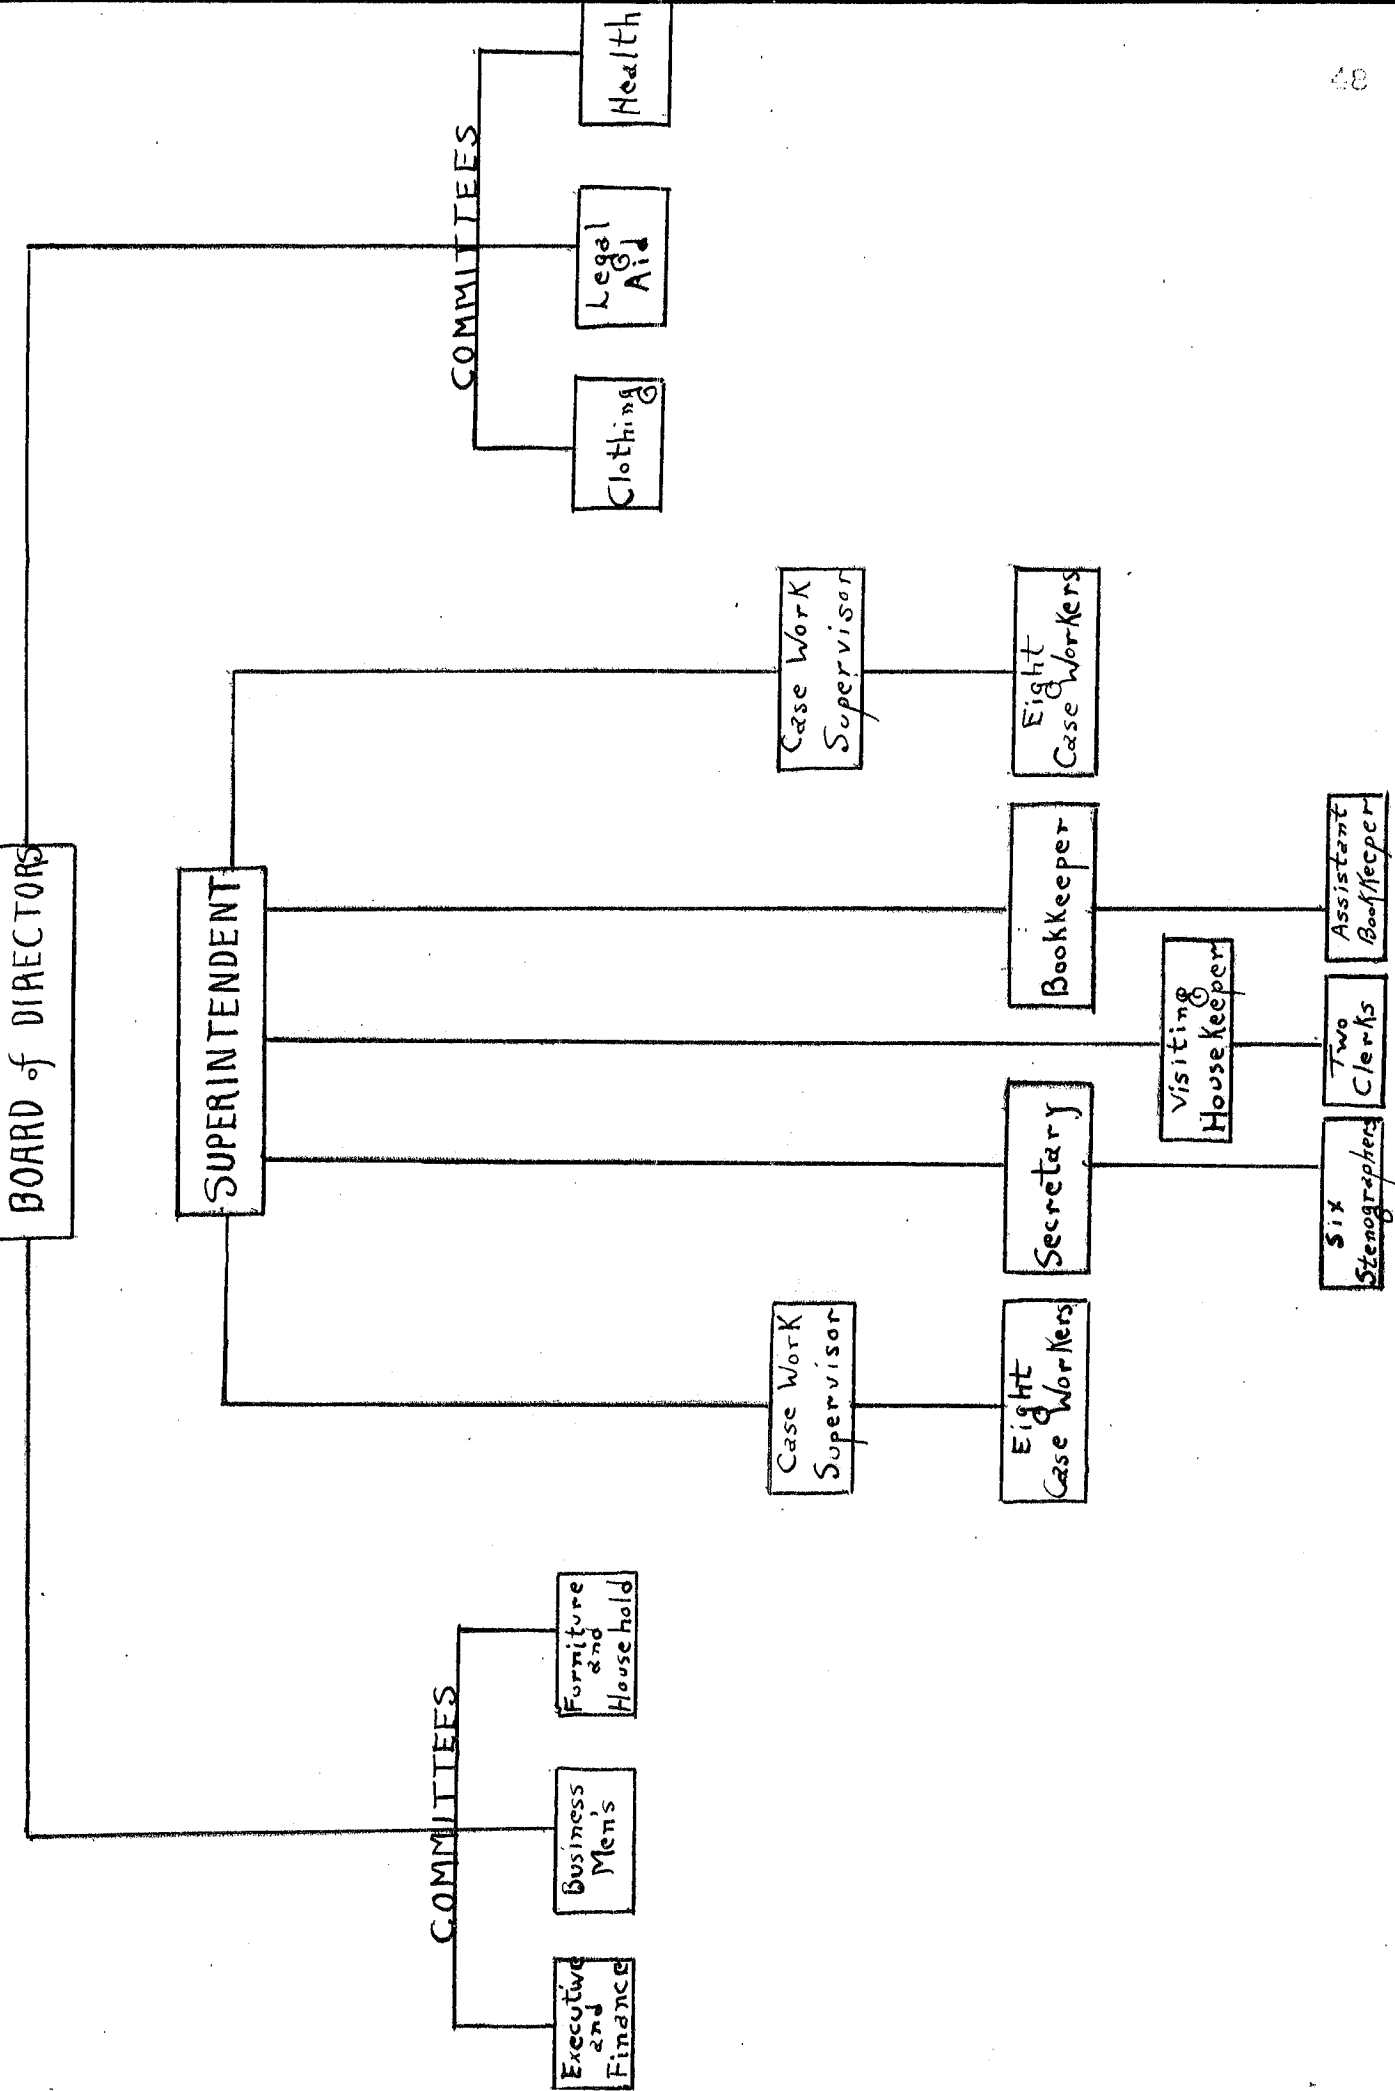 48
BOARD of DIRECTORS
SUPERINTENDENT
COMMITTEES
COMMITTEES
Executive
and
Finance
Business
Men's
Furniture
and
Household
Clothing
Legal
Aid
Health
Case Work
Supervisor
Case Work
Supervisor
Eight
Case Workers
Secretary
Bookkeeper
Eight
Case Workers
Visiting
HouseKeeper
Six
Stenographers
Two
Clerks
Assistant
BookKeeper